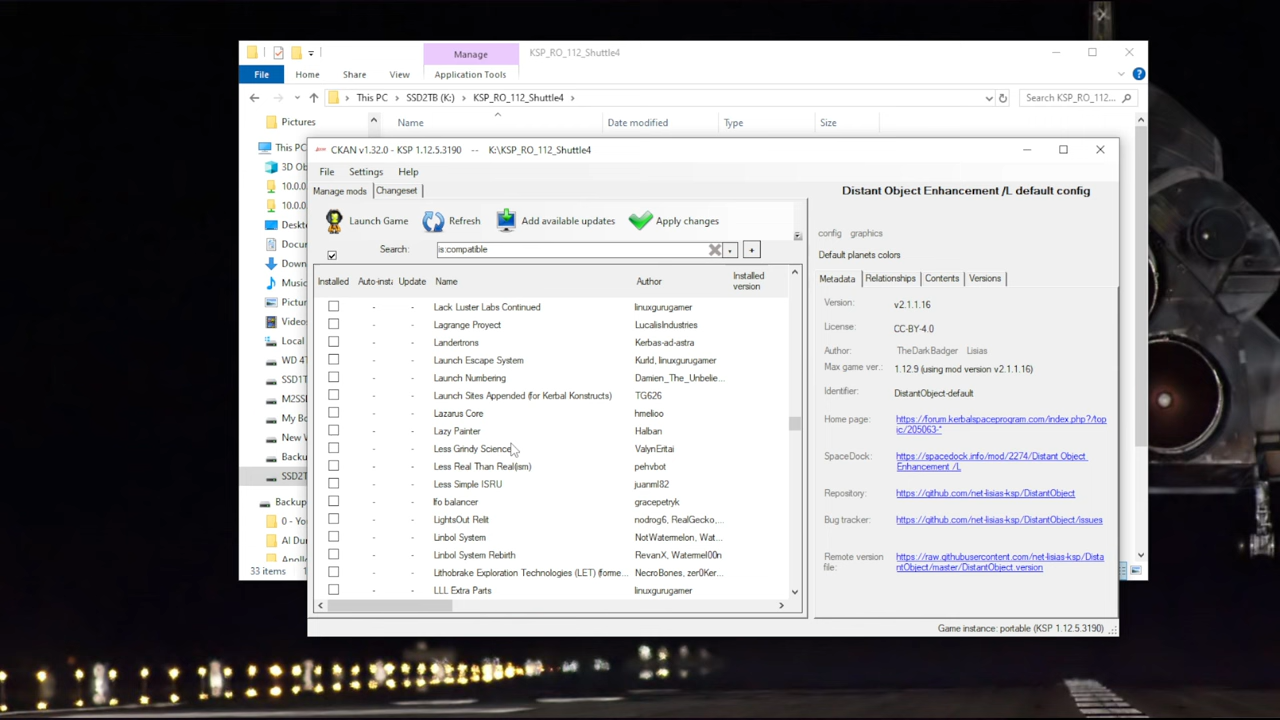 Manage
KSP_RO_112_Shuttle4
File
Home
Share
View
Application Tools
This PC
SSD2TB (K:)
KSP_RO_112_Shuttle4
Search KSP_RO_112...
Pictures
Name
Date modified
Type
Size
This PC
3D Ob
10.0.0
10.0.0
Deskto
Docum
Downl
Music
Picture
Videos
Local
WD 4T
SSD1T
M2SS
My Bo
New V
Backu
SSD2T
Backup
0 - Yo
AI Du
Apollo
33 items
CKAN v1.32.0 - KSP 1.12.5.3190 -- K:\KSP_RO_112_Shuttle4
File
Settings
Help
Manage mods
Changeset
Launch Game
Refresh
Add available updates
Apply changes
Search:
is:compatible
Installed
Auto-insta
Update
Name
Author
Installed version
Lack Luster Labs Continued linuxgurugamer
Lagrange Proyect LucalisIndustries
Landertrons Kerbas-ad-astra
Launch Escape System Kurld, linuxgurugamer
Launch Numbering Damien_The_Unbelie...
Launch Sites Appended (for Kerbal Konstructs) TG626
Lazarus Core hmelioo
Lazy Painter Halban
Less Grindy Science ValynEritai
Less Real Than Real(ism) pehvbot
Less Simple ISRU juanml82
lfo balancer gracepetryk
LightsOut Relit nodrog6, RealGecko,...
Linbol System NotWatermelon, Wat...
Linbol System Rebirth RevanX, Watermel00n
Lithobrake Exploration Technologies (LET) (forme... NecroBones, zer0Ker...
LLL Extra Parts linuxgurugamer
Distant Object Enhancement /L default config
config graphics
Default planets colors
Metadata
Relationships
Contents
Versions
Version: v2.1.1.16
License: CC-BY-4.0
Author: TheDarkBadger Lisias
Max game ver.: 1.12.9 (using mod version v2.1.1.16)
Identifier: DistantObject-default
Home page: https://forum.kerbalspaceprogram.com/index.php?/top
ic/205063-*
SpaceDock: https://spacedock.info/mod/2274/Distant Object
Enhancement /L
Repository: https://github.com/net-lisias-ksp/DistantObject
Bug tracker: https://github.com/net-lisias-ksp/DistantObject/issues
Remote version file: https://raw.githubusercontent.com/net-lisias-ksp/Dista
ntObject/master/DistantObject.version
Game instance: portable (KSP 1.12.5.3190)